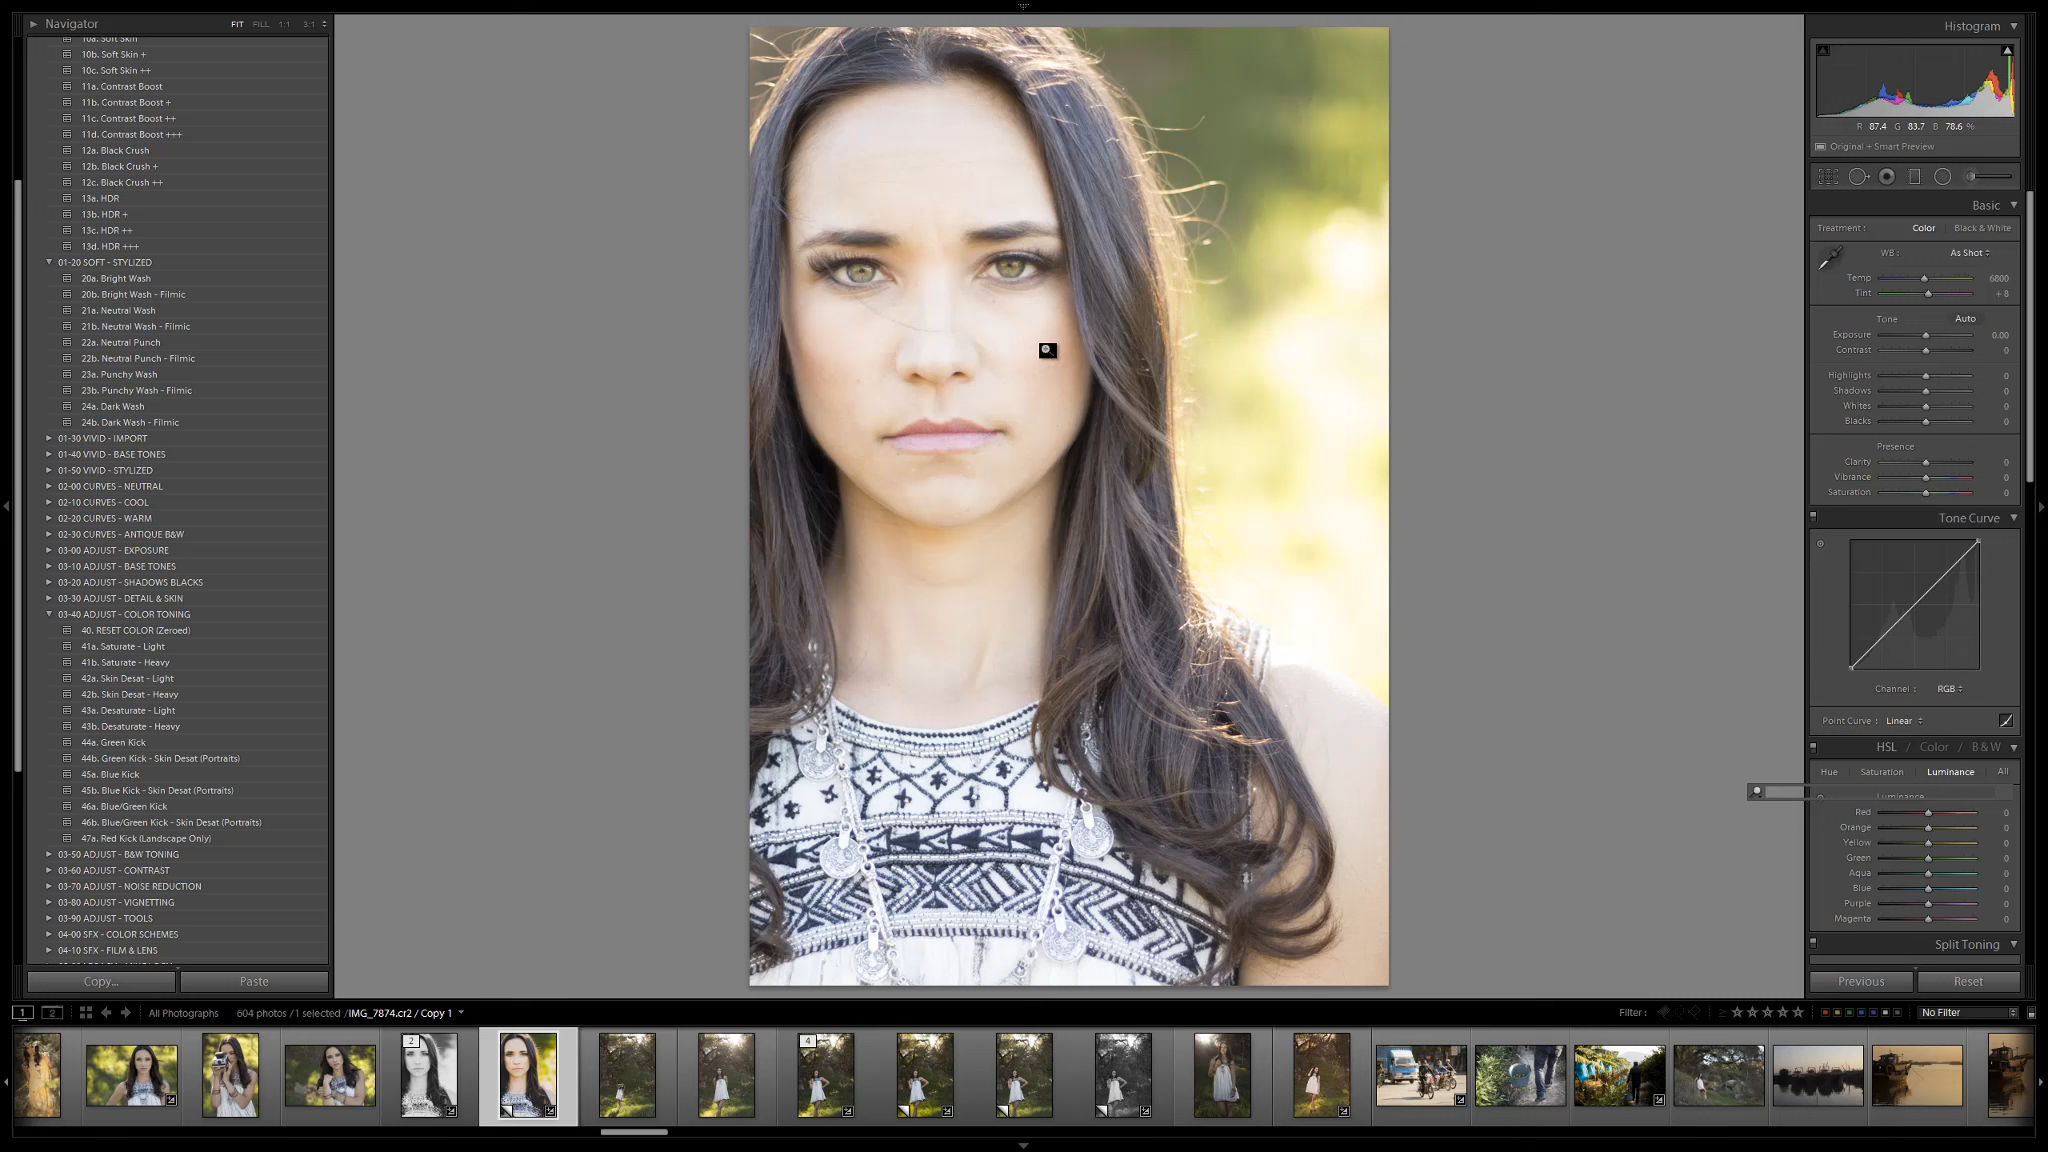 Navigator FIT FILL 1:1 3:1
10a. Soft Skin
10b. Soft Skin +
10c. Soft Skin ++
11a. Contrast Boost
11b. Contrast Boost +
11c. Contrast Boost ++
11d. Contrast Boost +++
12a. Black Crush
12b. Black Crush +
12c. Black Crush ++
13a. HDR
13b. HDR +
13c. HDR ++
13d. HDR +++
01-20 SOFT - STYLIZED
20a. Bright Wash
20b. Bright Wash - Filmic
21a. Neutral Wash
21b. Neutral Wash - Filmic
22a. Neutral Punch
22b. Neutral Punch - Filmic
23a. Punchy Wash
23b. Punchy Wash - Filmic
24a. Dark Wash
24b. Dark Wash - Filmic
01-30 VIVID - IMPORT
01-40 VIVID - BASE TONES
01-50 VIVID - STYLIZED
02-00 CURVES - NEUTRAL
02-10 CURVES - COOL
02-20 CURVES - WARM
02-30 CURVES - ANTIQUE B&W
03-00 ADJUST - EXPOSURE
03-10 ADJUST - BASE TONES
03-20 ADJUST - SHADOWS BLACKS
03-30 ADJUST - DETAIL & SKIN
03-40 ADJUST - COLOR TONING
40. RESET COLOR (Zeroed)
41a. Saturate - Light
41b. Saturate - Heavy
42a. Skin Desat - Light
42b. Skin Desat - Heavy
43a. Desaturate - Light
43b. Desaturate - Heavy
44a. Green Kick
44b. Green Kick - Skin Desat (Portraits)
45a. Blue Kick
45b. Blue Kick - Skin Desat (Portraits)
46a. Blue/Green Kick
46b. Blue/Green Kick - Skin Desat (Portraits)
47a. Red Kick (Landscape Only)
03-50 ADJUST - B&W TONING
03-60 ADJUST - CONTRAST
03-70 ADJUST - NOISE REDUCTION
03-80 ADJUST - VIGNETTING
03-90 ADJUST - TOOLS
04-00 SFX - COLOR SCHEMES
04-10 SFX - FILM & LENS
Copy... Paste
Histogram
R 87.4 G 83.7 B 78.6 %
Original + Smart Preview
Basic
Treatment : Color Black & White
WB : As Shot
Temp 6800
Tint + 8
Tone Auto
Exposure 0.00
Contrast 0
Highlights 0
Shadows 0
Whites 0
Blacks 0
Presence
Clarity 0
Vibrance 0
Saturation 0
Tone Curve
Channel : RGB
Point Curve : Linear
HSL / Color / B & W
Hue Saturation Luminance All
Luminance
Red 0
Orange 0
Yellow 0
Green 0
Aqua 0
Blue 0
Purple 0
Magenta 0
Split Toning
Previous Reset
1 2 All Photographs 604 photos / 1 selected / IMG_7874.cr2 / Copy 1 Filter : No Filter
2 4